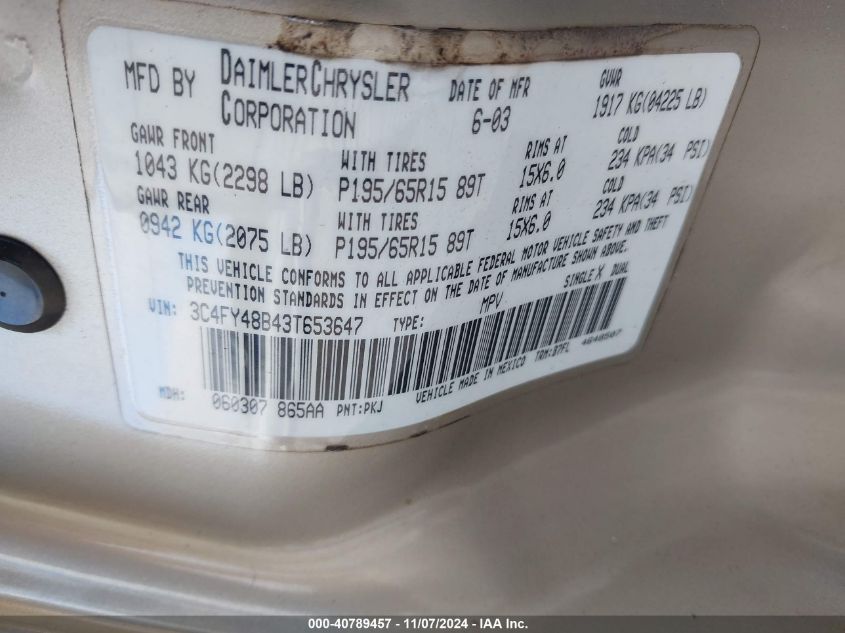 MFD BY DAIMLERCHRYSLER CORPORATION DATE OF MFR 6-03 GVWR 1917 KG(04225 LB)
GAWR FRONT WITH TIRES RIMS AT COLD
1043 KG(2298 LB) P195/65R15 89T 15X6.0 234 KPA(34 PSI)
GAWR REAR WITH TIRES RIMS AT COLD
0942 KG(2075 LB) P195/65R15 89T 15X6.0 234 KPA(34 PSI)
THIS VEHICLE CONFORMS TO ALL APPLICABLE FEDERAL MOTOR VEHICLE SAFETY AND THEFT
PREVENTION STANDARDS IN EFFECT ON THE DATE OF MANUFACTURE SHOWN ABOVE.
VIN: 3C4FY48B43T653647 TYPE: MPV SINGLE X DUAL
MDH: 060307 865AA PNT:PKJ VEHICLE MADE IN MEXICO TRM:B7FL 4648507
000-40789457 - 11/07/2024 - IAA Inc.